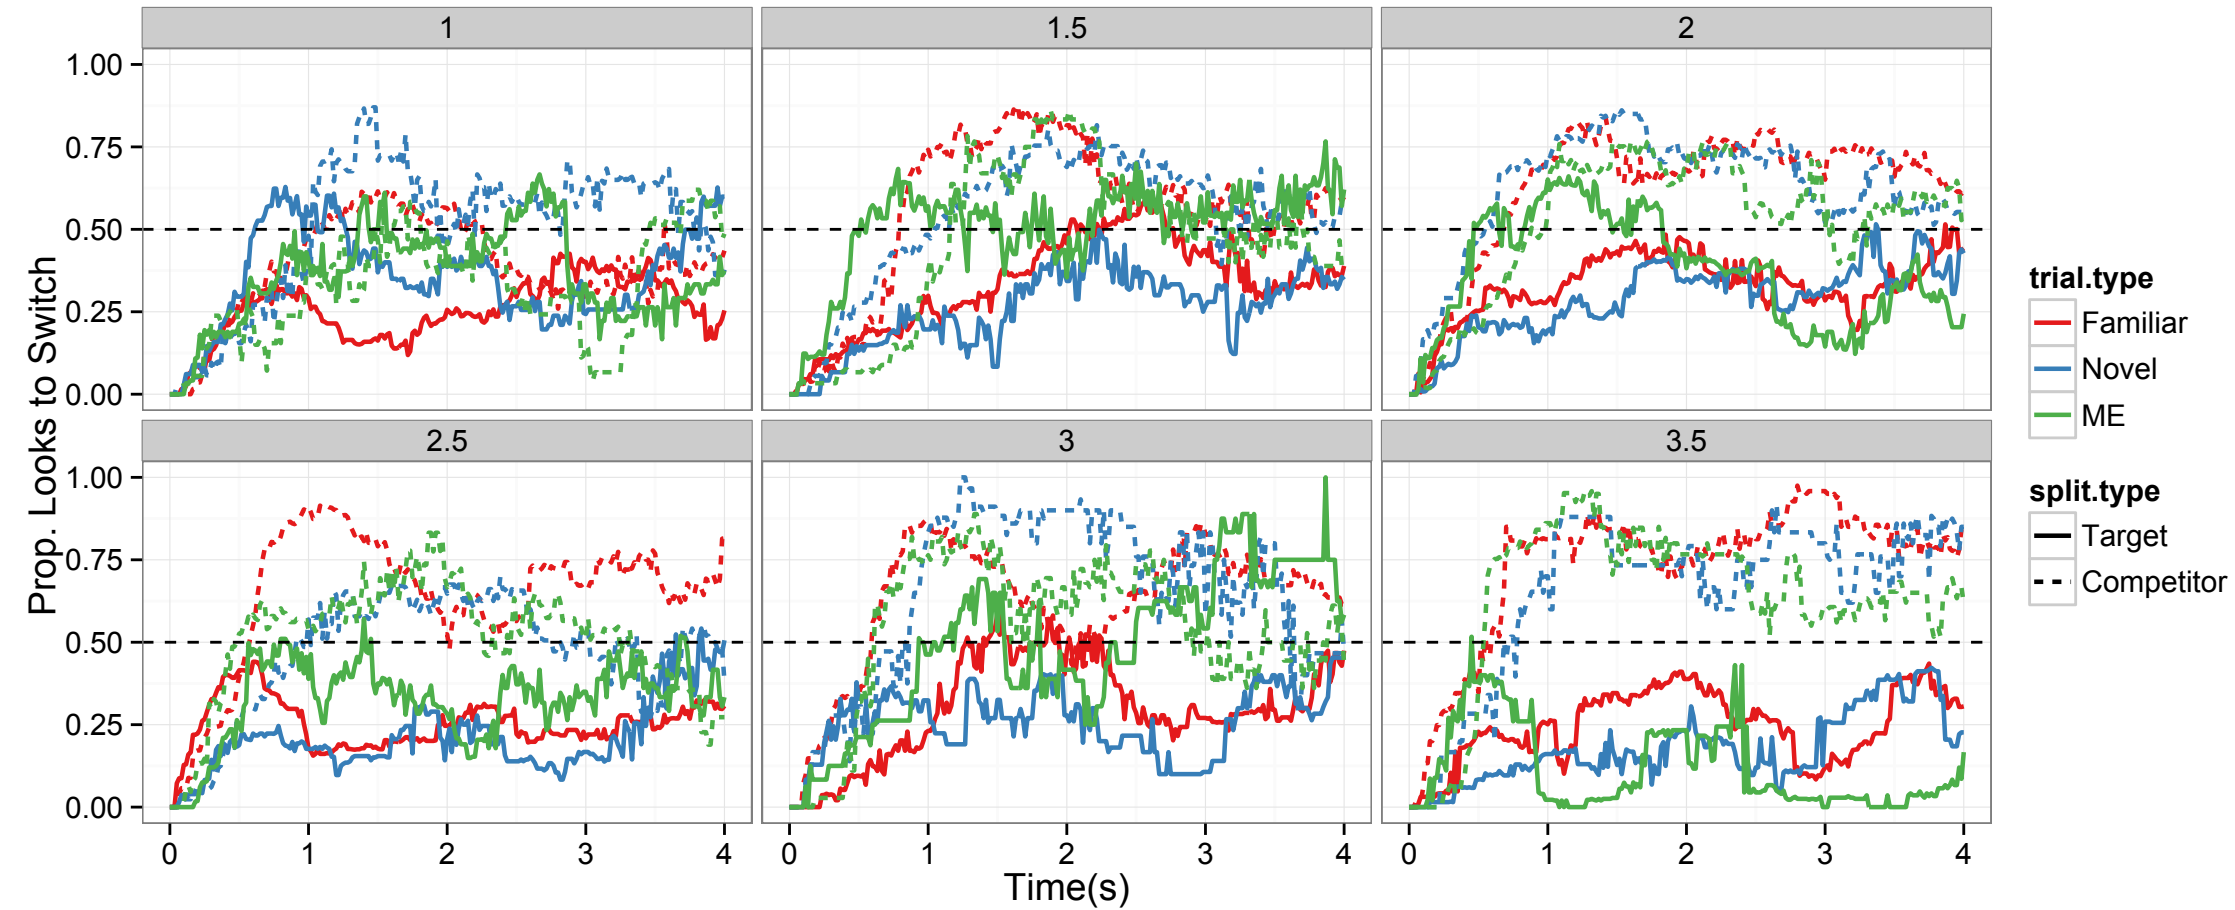 1
1.5
2
1.00
0.75
0.50
0.25
0.00
2.5
3
3.5
1.00
0.75
0.50
0.25
0.00
0 1 2 3 4
0 1 2 3 4
0 1 2 3 4
Time(s)
Prop. Looks to Switch
trial.type
Familiar
Novel
ME
split.type
Target
Competitor